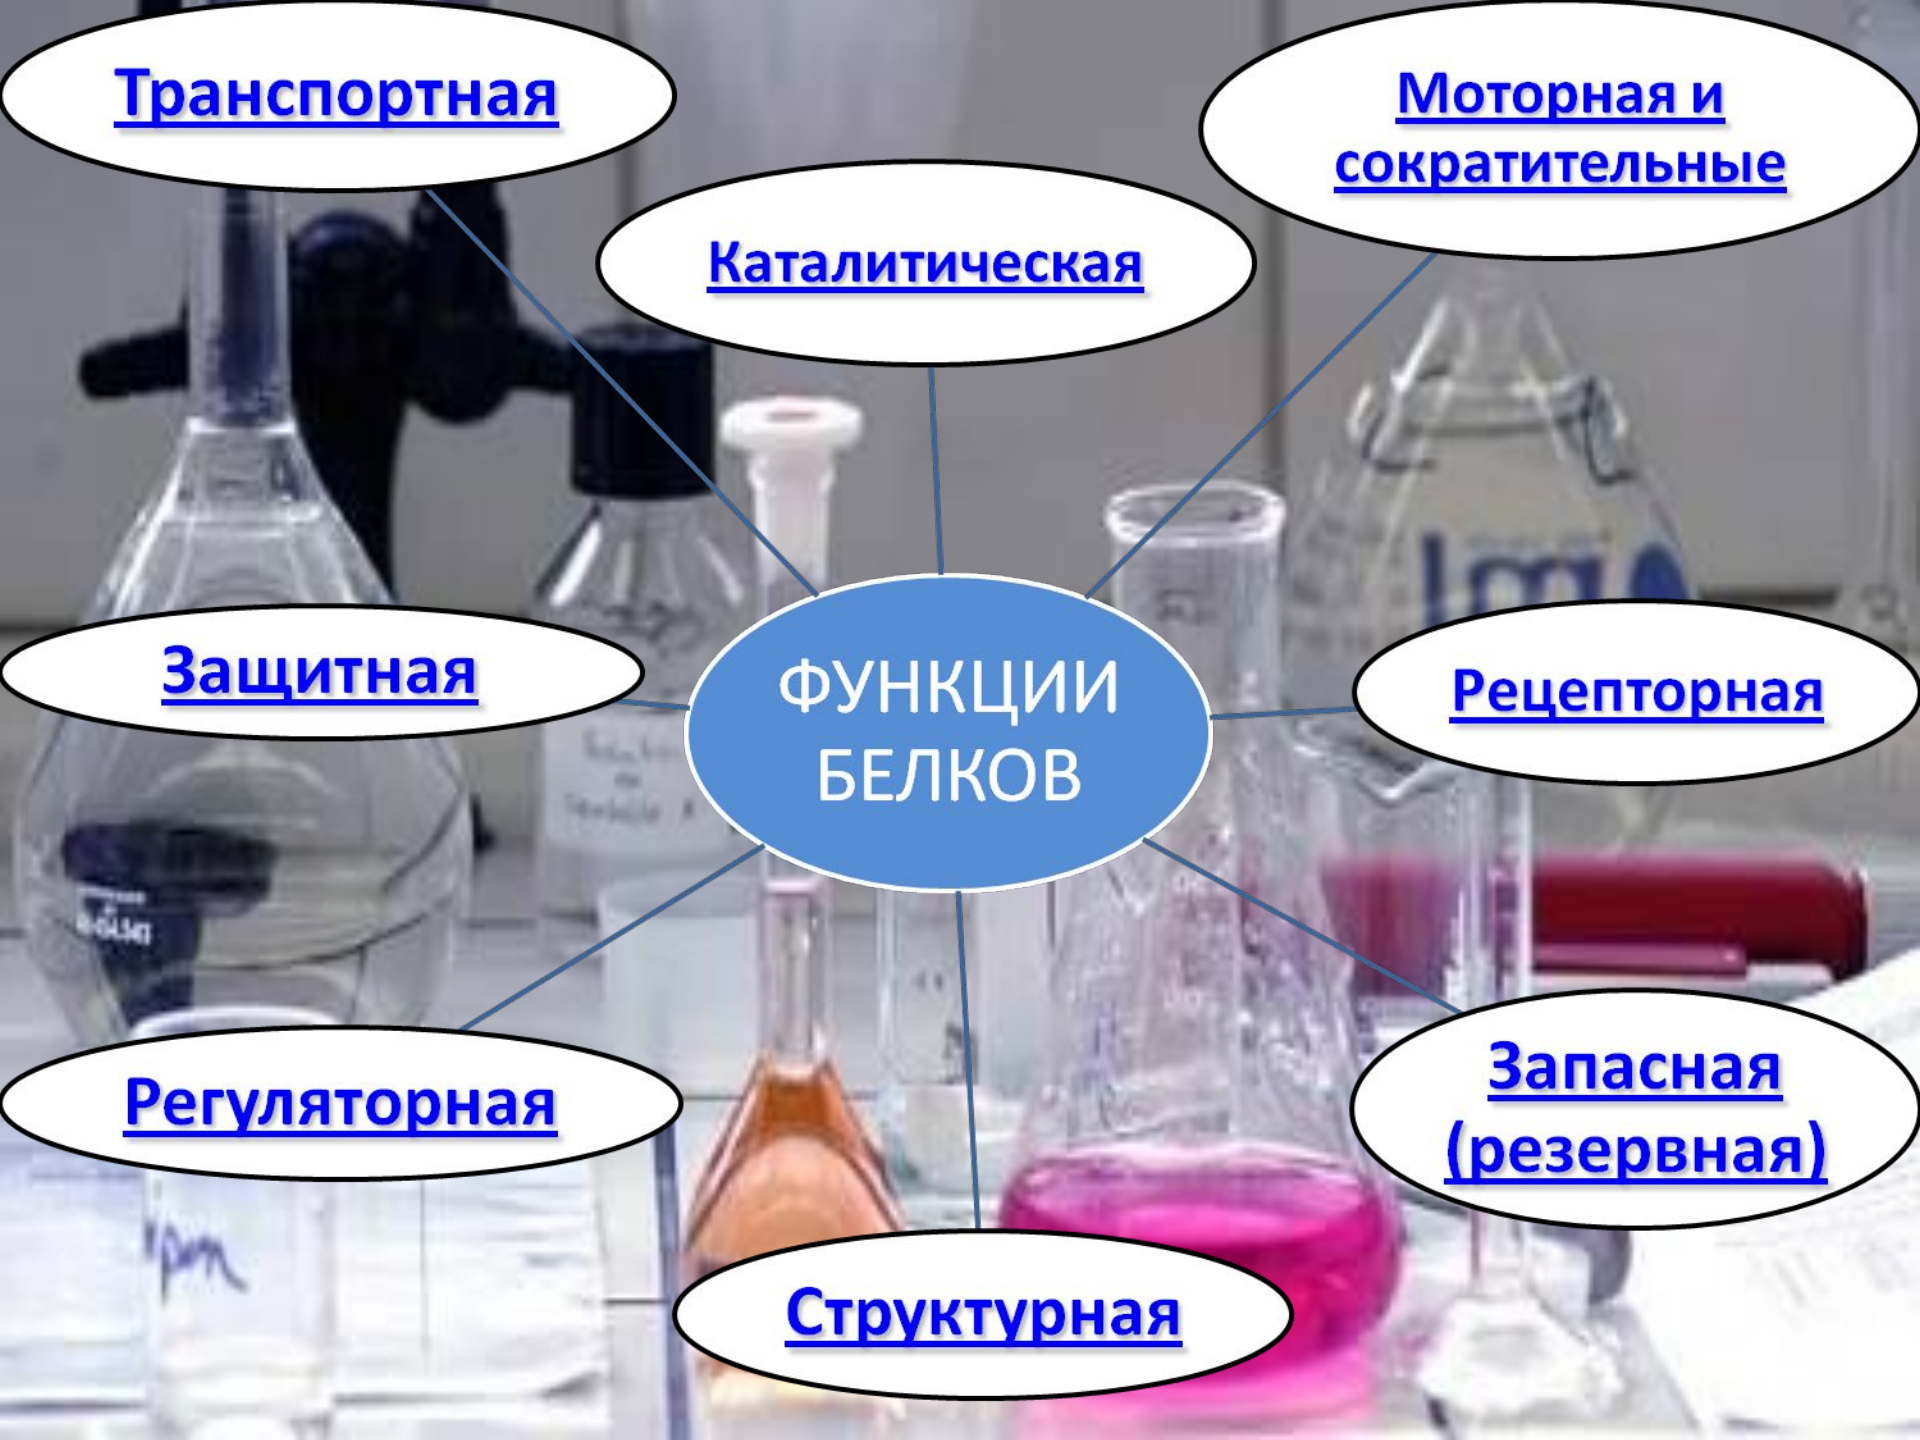 Транспортная
Моторная и
сократительные
Каталитическая
Защитная
ФУНКЦИИ
БЕЛКОВ
Рецепторная
Регуляторная
Запасная
(резервная)
Структурная